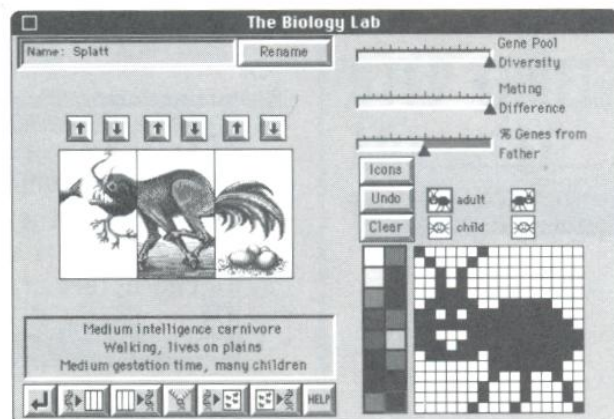 The Biology Lab
Name: Splatt
Rename
Gene Pool
Diversity
Mating
Difference
% Genes from
Father
Icons
Undo
Clear
adult
child
Medium intelligence carnivore
Walking, lives on plains
Medium gestation time, many children
HELP